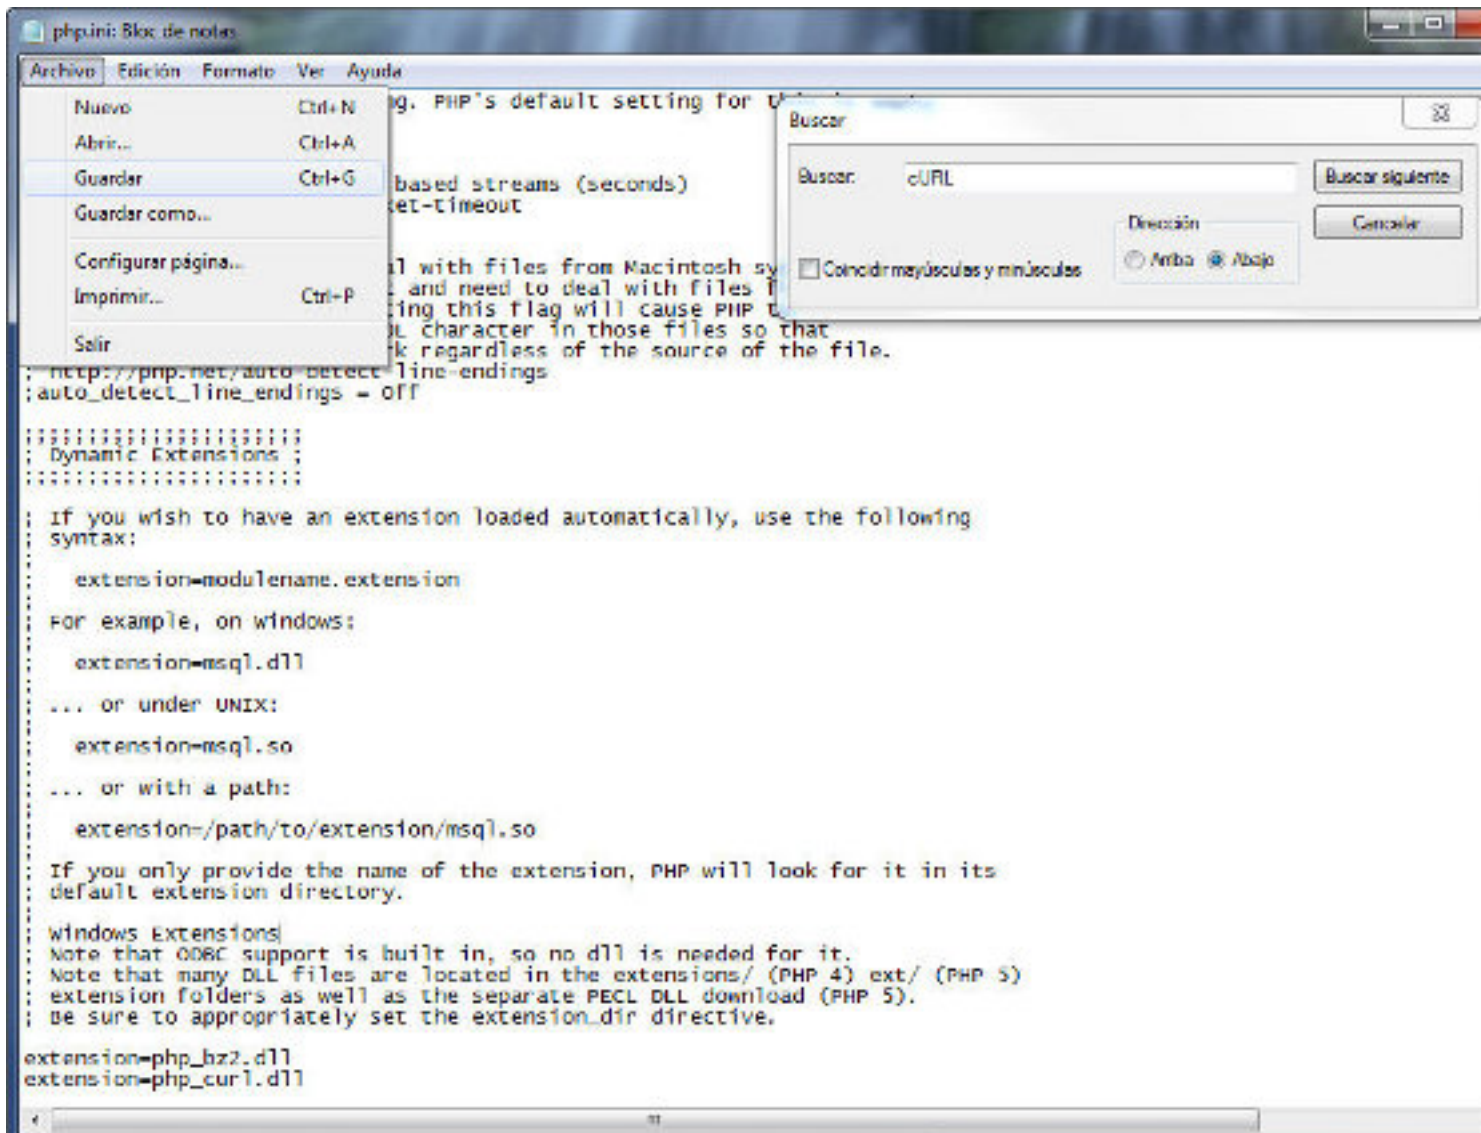 php.ini: Bloc de notas
Archivo Edición Formato Ver Ayuda
Nuevo Ctrl+N
Abrir... Ctrl+A
Guardar Ctrl+G
Guardar como...
Configurar página...
Imprimir... Ctrl+P
Salir
Buscar
Buscar: cURL
Buscar siguiente
Cancelar
Dirección
Arriba Abajo
Coincidir mayúsculas y minúsculas
g. PHP's default setting for
based streams (seconds)
et-timeout
l with files from Macintosh sy
and need to deal with files
ing this flag will cause PHP t
L character in those files so that
k regardless of the source of the file.
; http://php.net/auto-detect-line-endings
;auto_detect_line_endings = Off
;;;;;;;;;;;;;;;;;;;;;;
; Dynamic Extensions ;
;;;;;;;;;;;;;;;;;;;;;;
; If you wish to have an extension loaded automatically, use the following
; syntax:
;
;   extension=modulename.extension
;
; For example, on Windows:
;
;   extension=msql.dll
;
; ... or under UNIX:
;
;   extension=msql.so
;
; ... or with a path:
;
;   extension=/path/to/extension/msql.so
;
; If you only provide the name of the extension, PHP will look for it in its
; default extension directory.
;
; Windows Extensions
; Note that ODBC support is built in, so no dll is needed for it.
; Note that many DLL files are located in the extensions/ (PHP 4) ext/ (PHP 5)
; extension folders as well as the separate PECL DLL download (PHP 5).
; Be sure to appropriately set the extension_dir directive.
extension=php_bz2.dll
extension=php_curl.dll